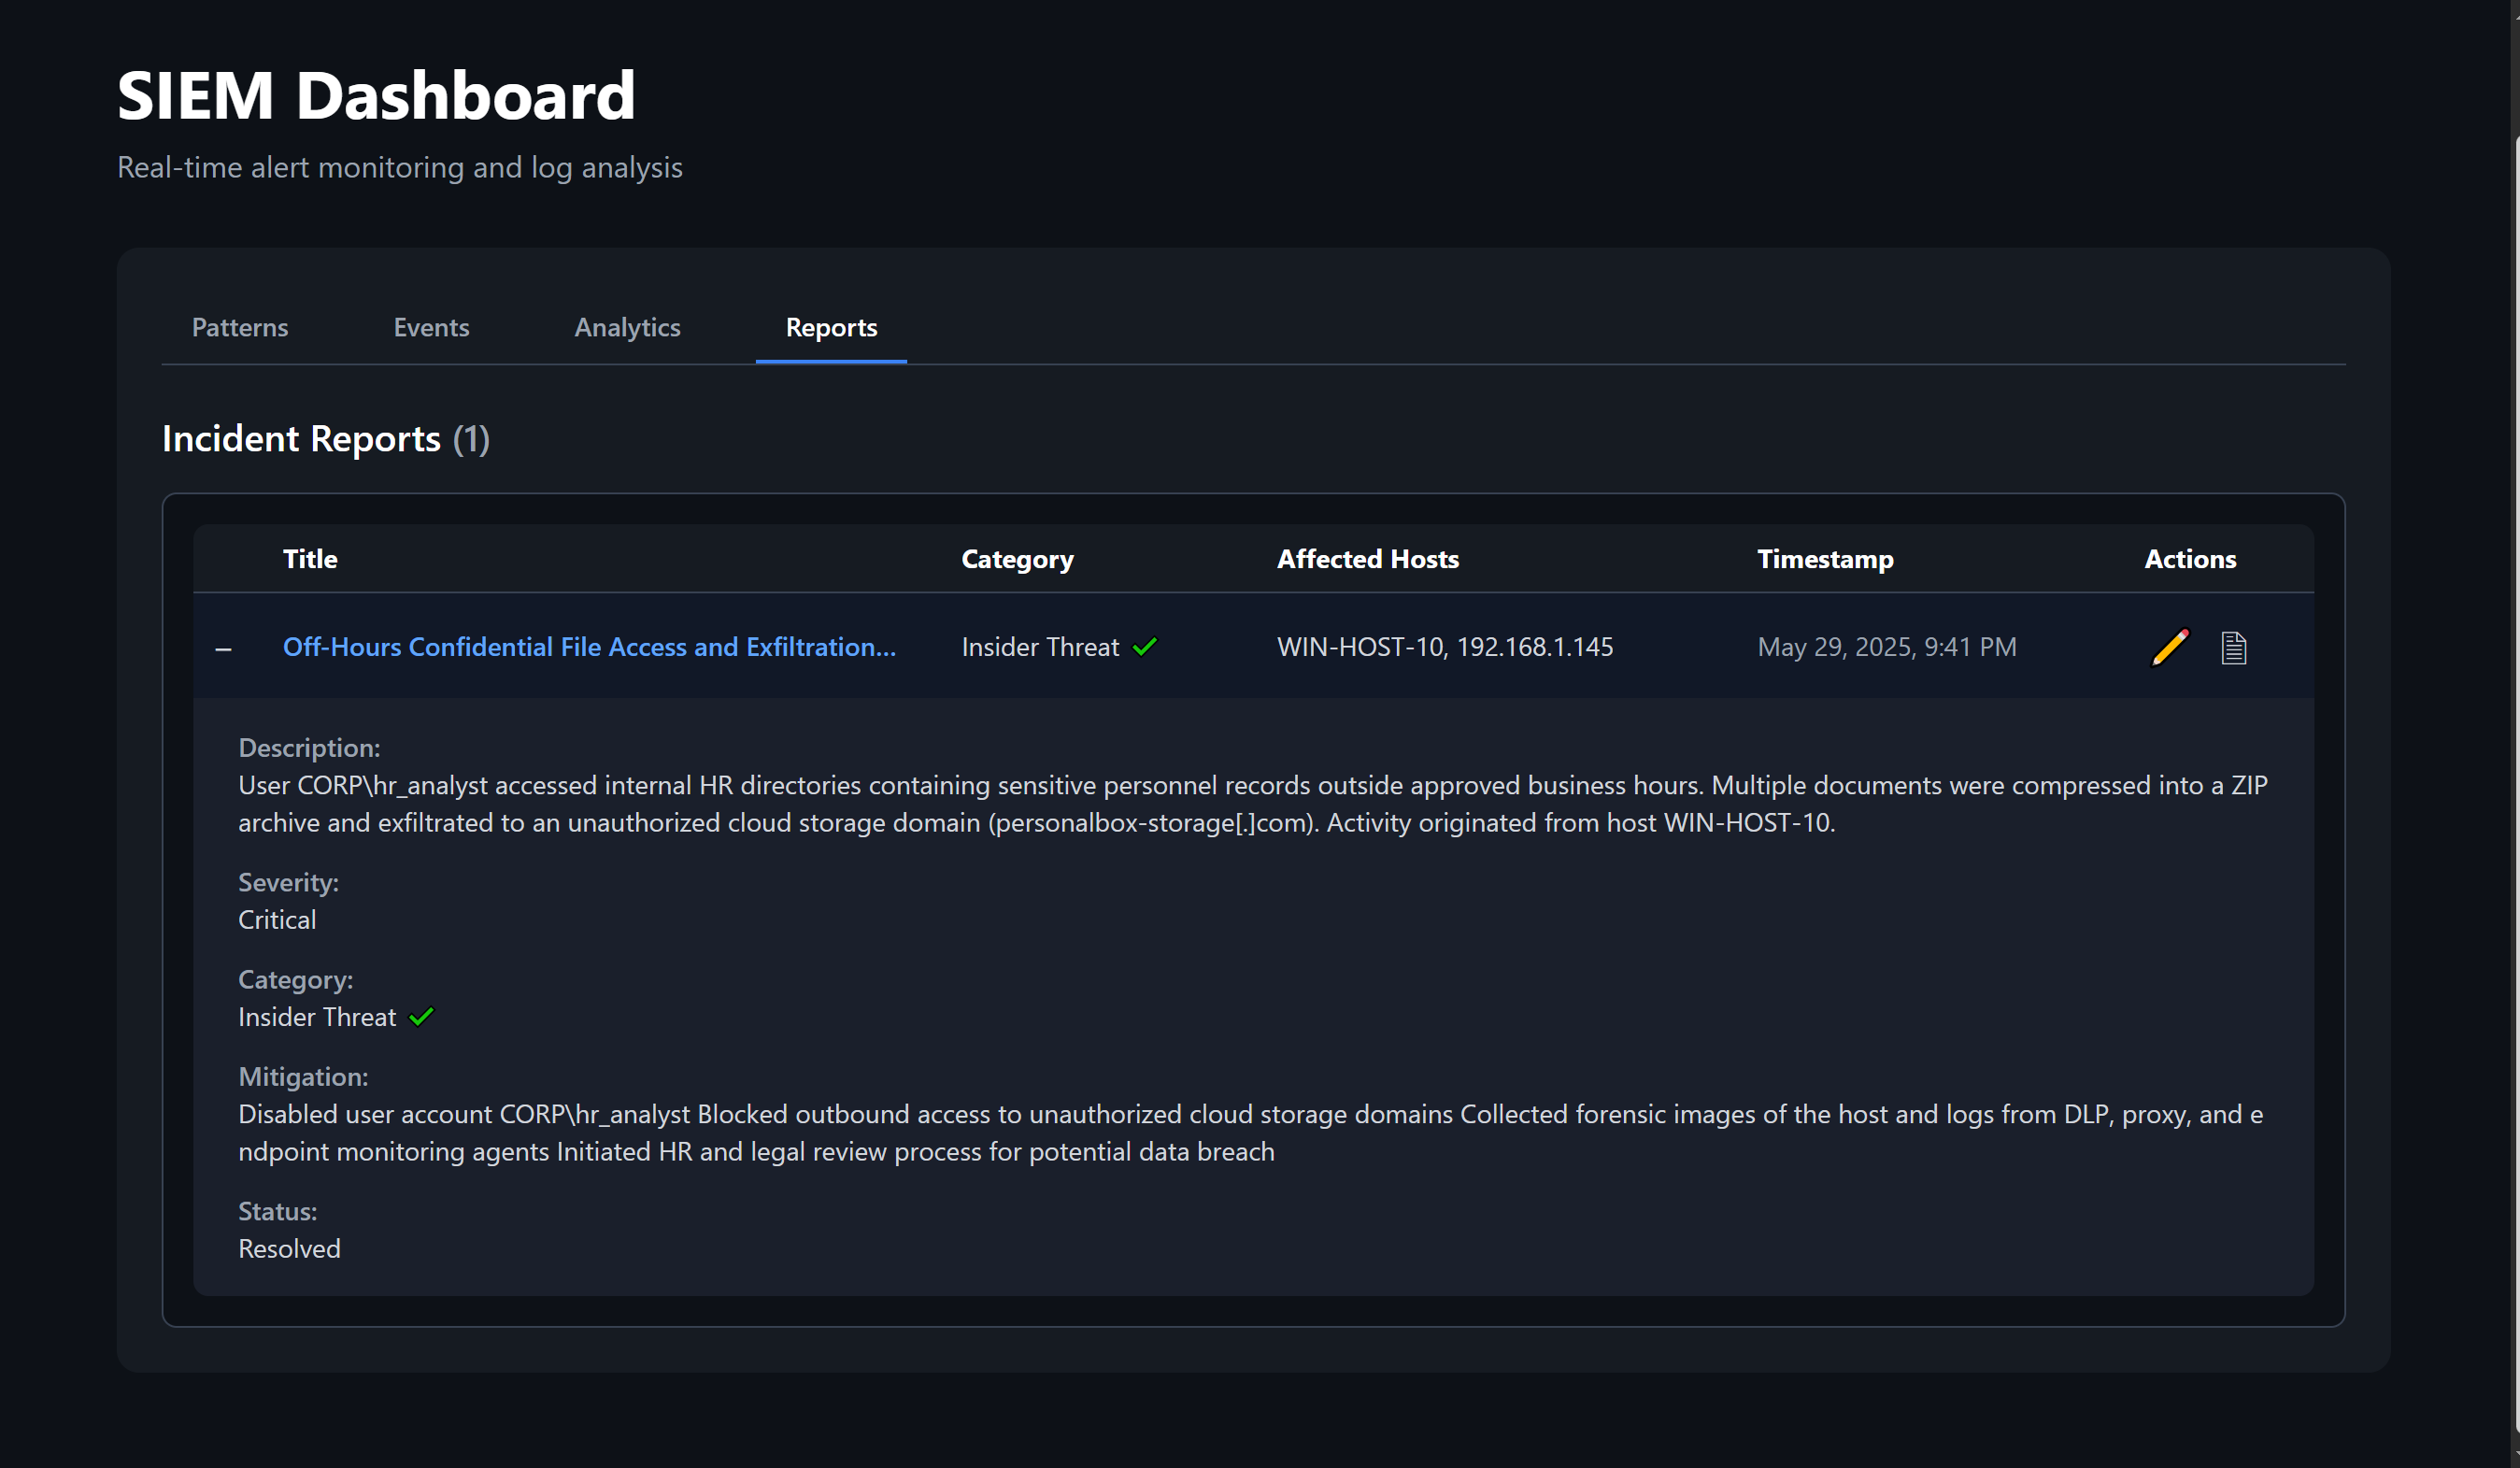 SIEM Dashboard
Real-time alert monitoring and log analysis
Patterns Events Analytics Reports
Incident Reports (1)
Title Category Affected Hosts Timestamp Actions
– Off-Hours Confidential File Access and Exfiltration... Insider Threat ✔ WIN-HOST-10, 192.168.1.145 May 29, 2025, 9:41 PM
Description:
User CORP\hr_analyst accessed internal HR directories containing sensitive personnel records outside approved business hours. Multiple documents were compressed into a ZIP
archive and exfiltrated to an unauthorized cloud storage domain (personalbox-storage[.]com). Activity originated from host WIN-HOST-10.
Severity:
Critical
Category:
Insider Threat ✔
Mitigation:
Disabled user account CORP\hr_analyst Blocked outbound access to unauthorized cloud storage domains Collected forensic images of the host and logs from DLP, proxy, and e
ndpoint monitoring agents Initiated HR and legal review process for potential data breach
Status:
Resolved